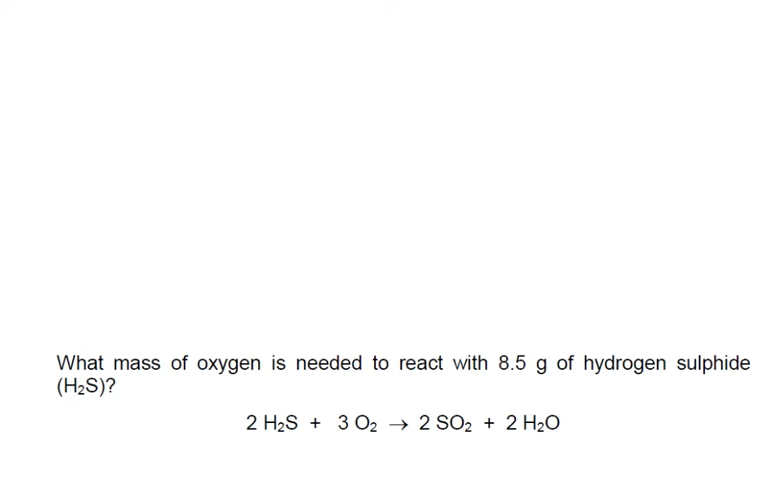 What mass of oxygen is needed to react with 8.5 g of hydrogen sulphide
(H₂S)?
2 H₂S + 3 O₂ → 2 SO₂ + 2 H₂O